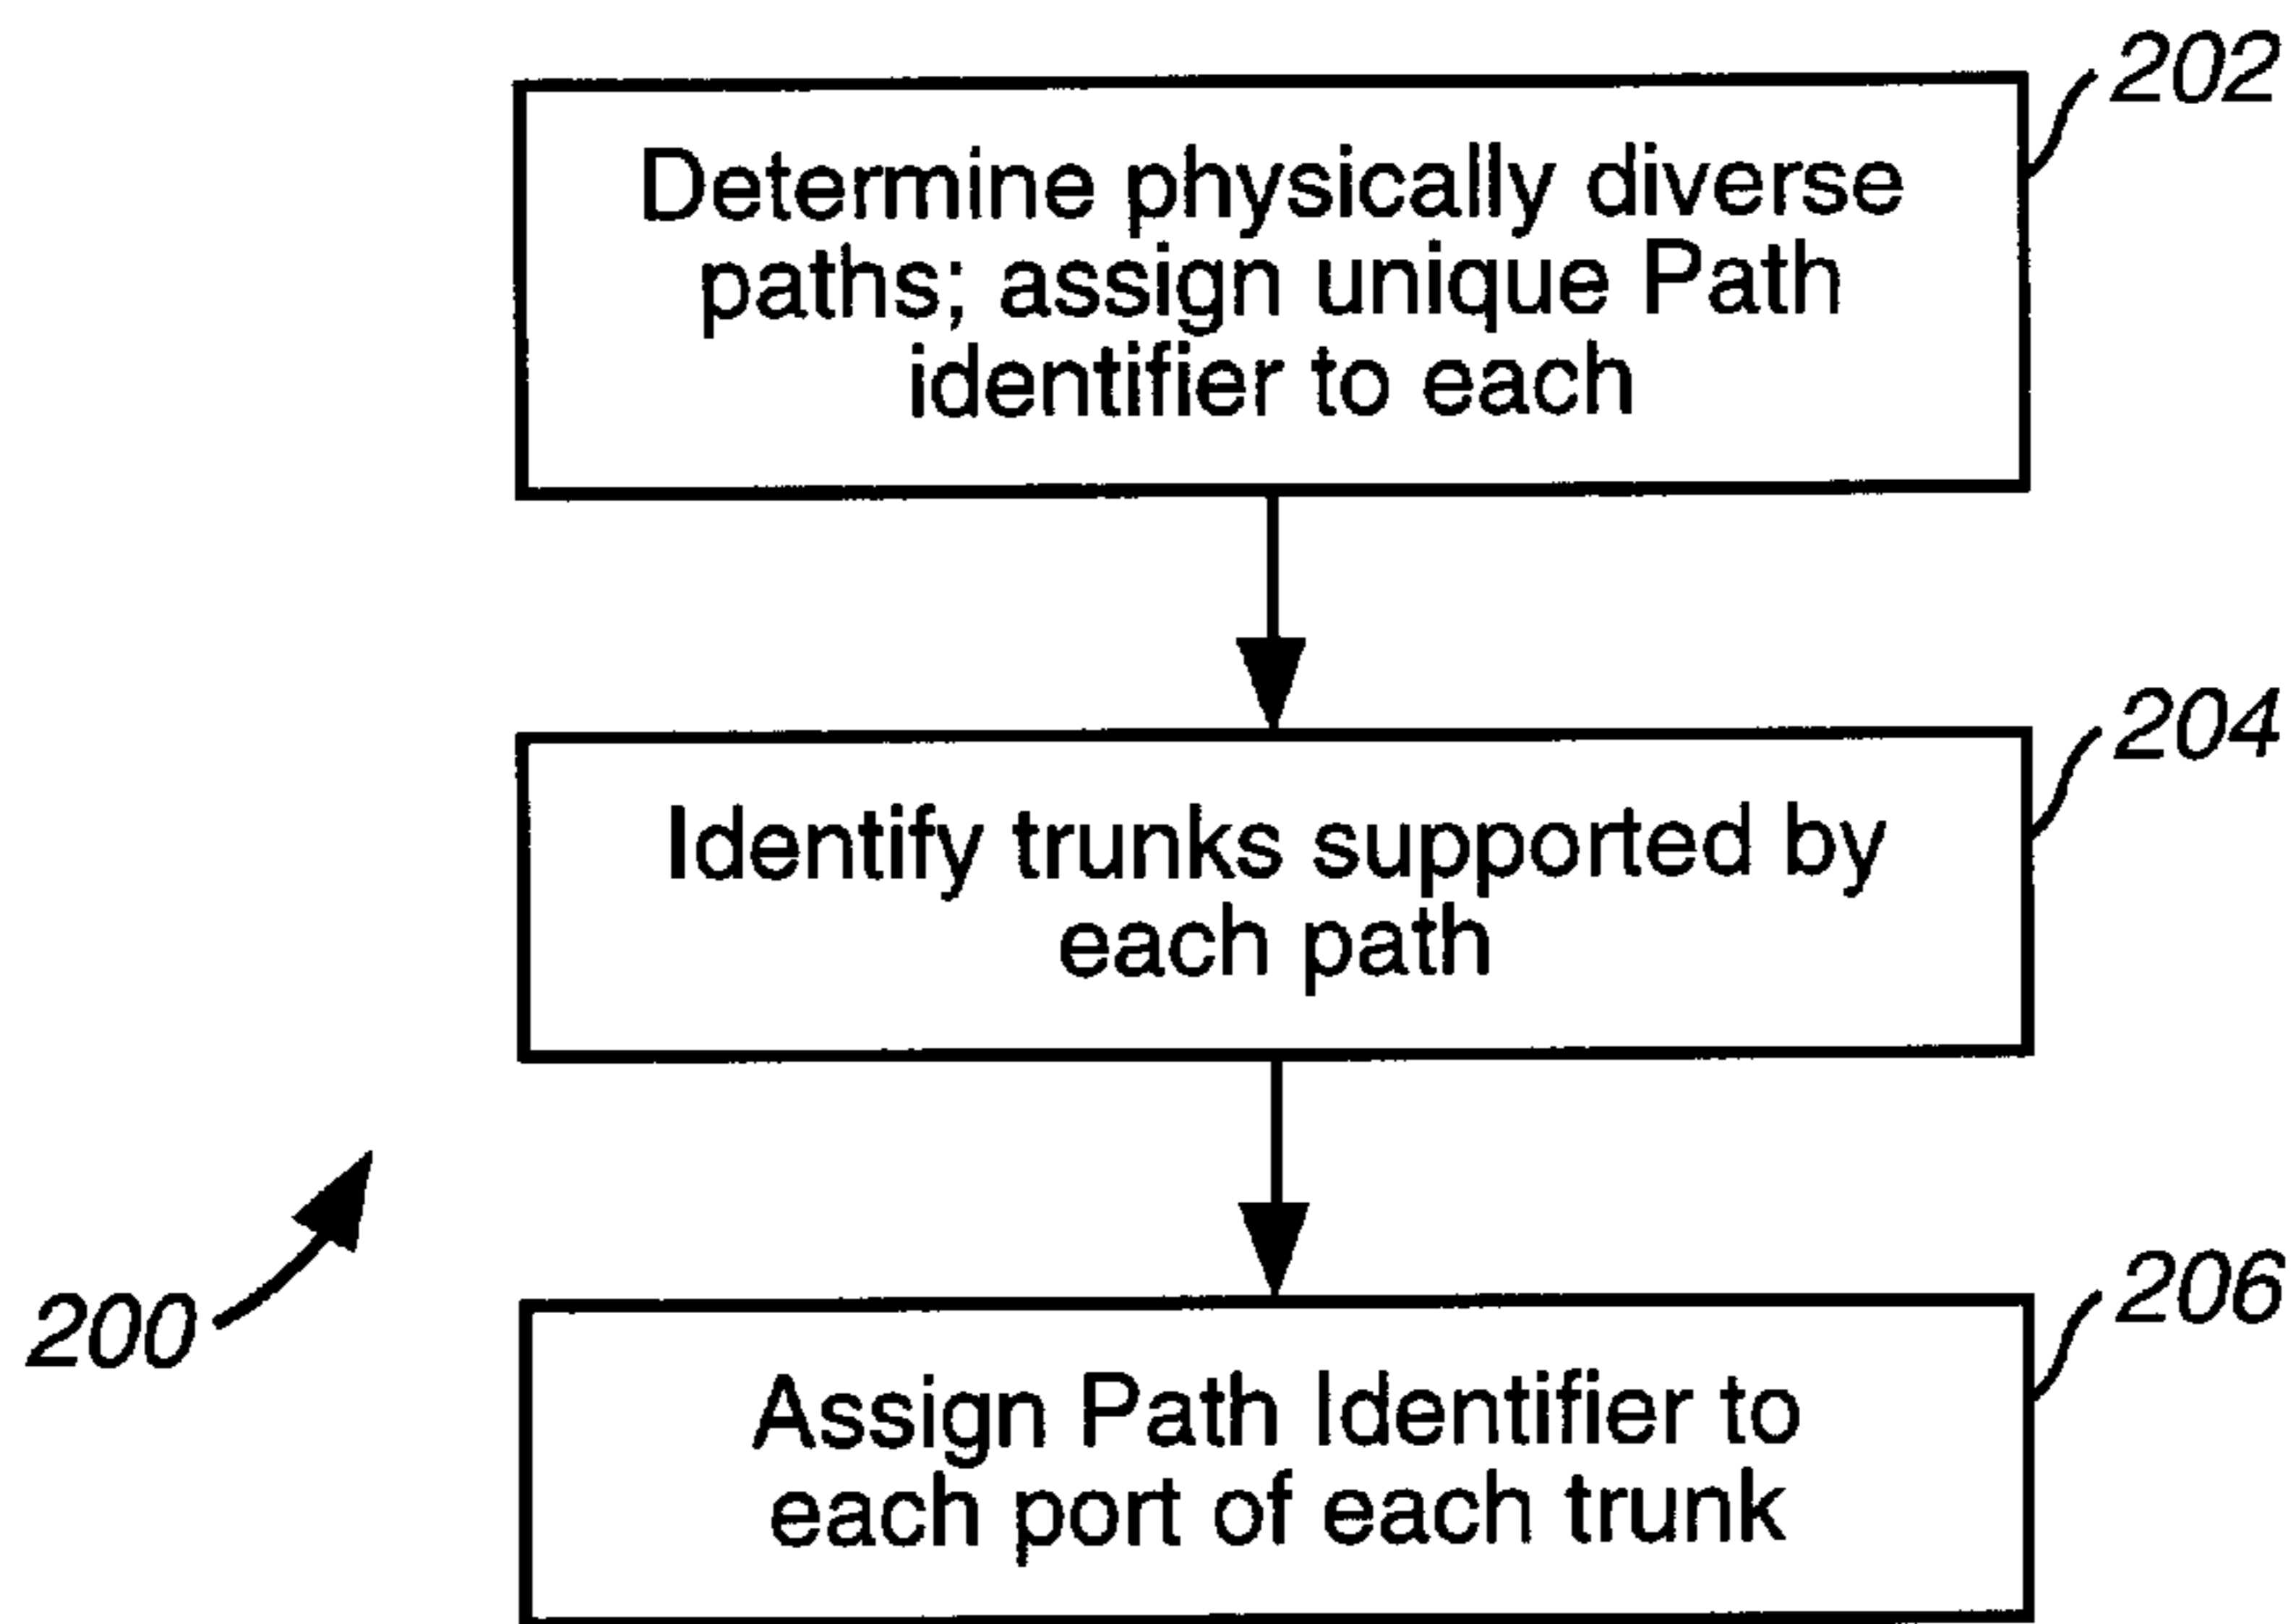 202
Determine physically diverse
paths; assign unique Path
identifier to each
204
Identify trunks supported by
each path
200
206
Assign Path Identifier to
each port of each trunk